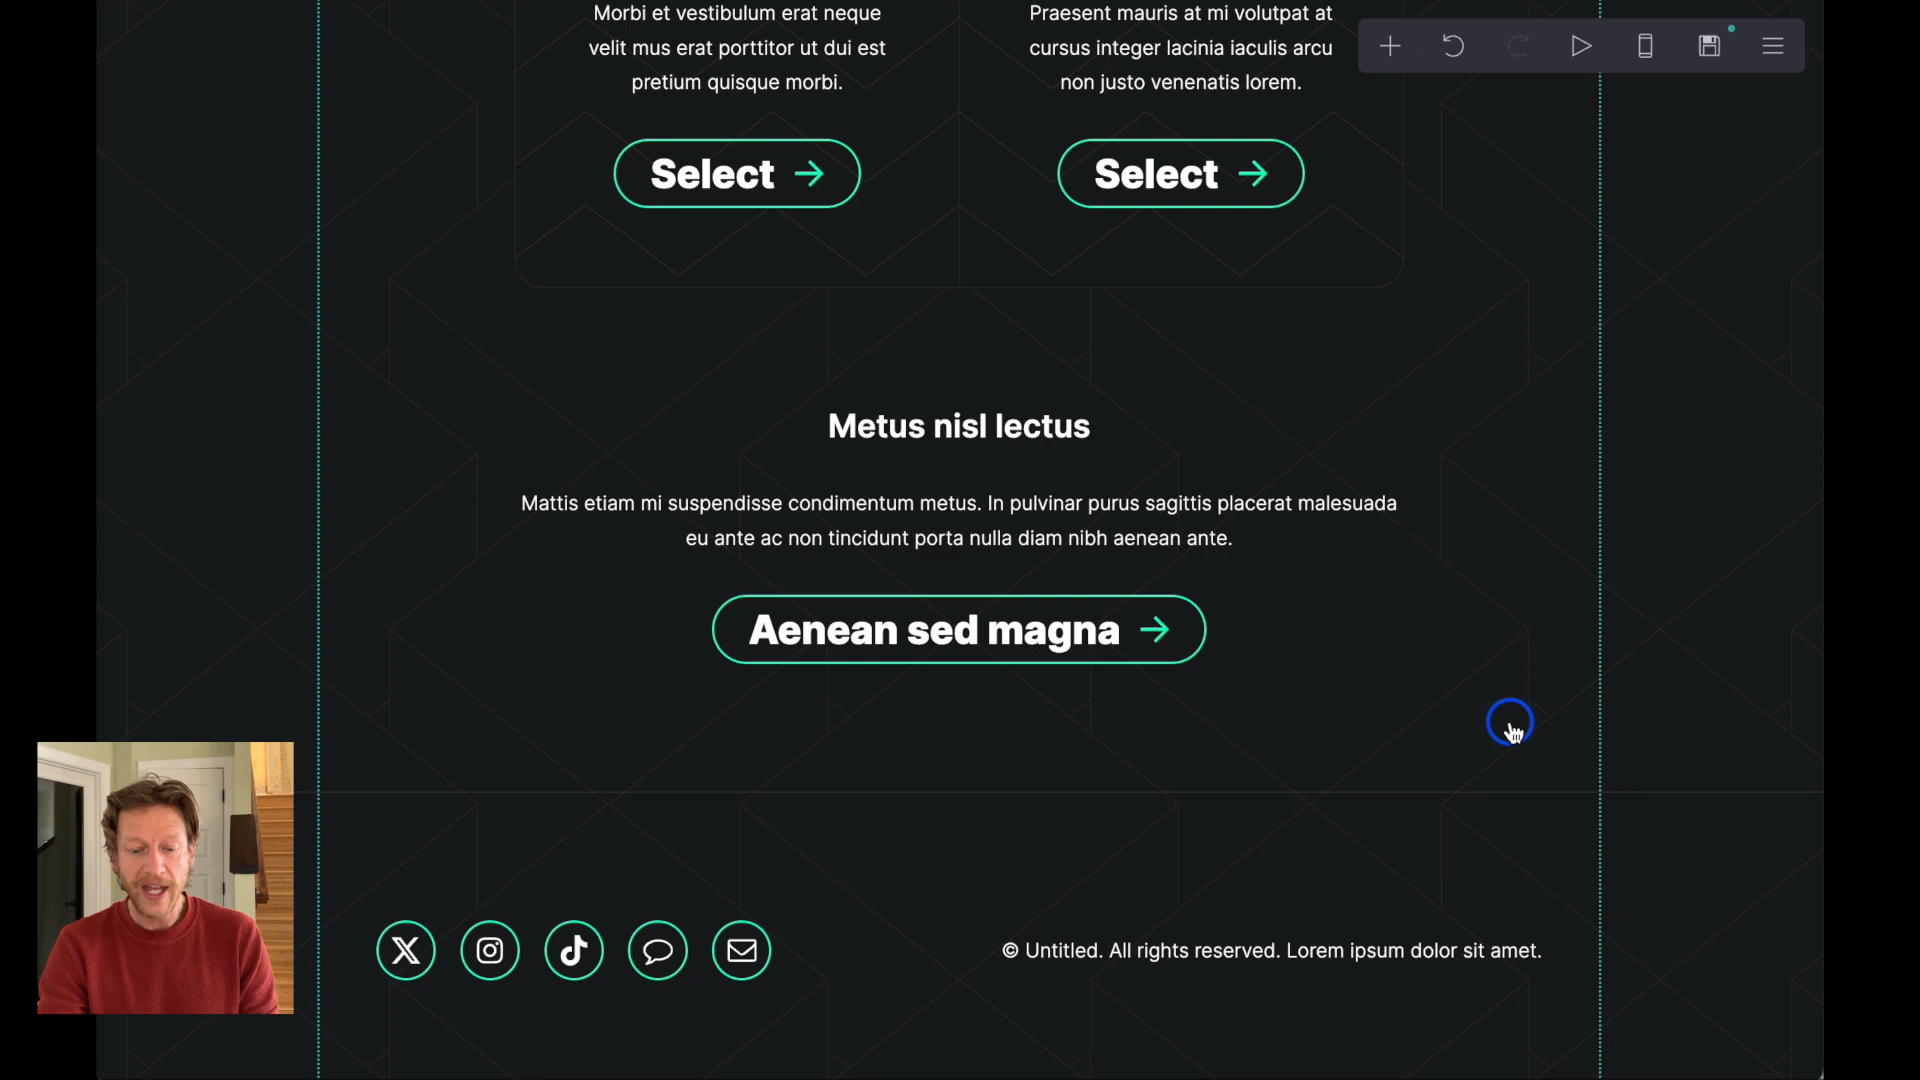 Morbi et vestibulum erat neque
velit mus erat porttitor ut dui est
pretium quisque morbi.
Select
Praesent mauris at mi volutpat at
cursus integer lacinia iaculis arcu
non justo venenatis lorem.
Select
Metus nisl lectus
Mattis etiam mi suspendisse condimentum metus. In pulvinar purus sagittis placerat malesuada
eu ante ac non tincidunt porta nulla diam nibh aenean ante.
Aenean sed magna
© Untitled. All rights reserved. Lorem ipsum dolor sit amet.